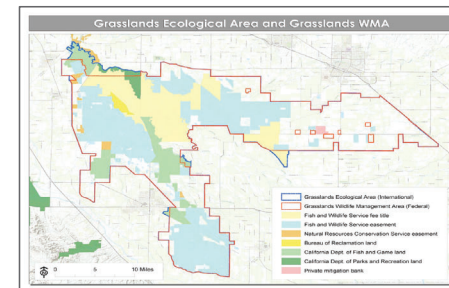 Grasslands Ecological Area and Grasslands WMA
Grasslands Ecological Area (International)
Grasslands Wildlife Management Area (Federal)
Fish and Wildlife Service fee title
Fish and Wildlife Service easement
Natural Resources Conservation Service easement
Bureau of Reclamation land
California Dept. of Fish and Game land
California Dept. of Parks and Recreation land
Private mitigation bank
0 5 10 Miles